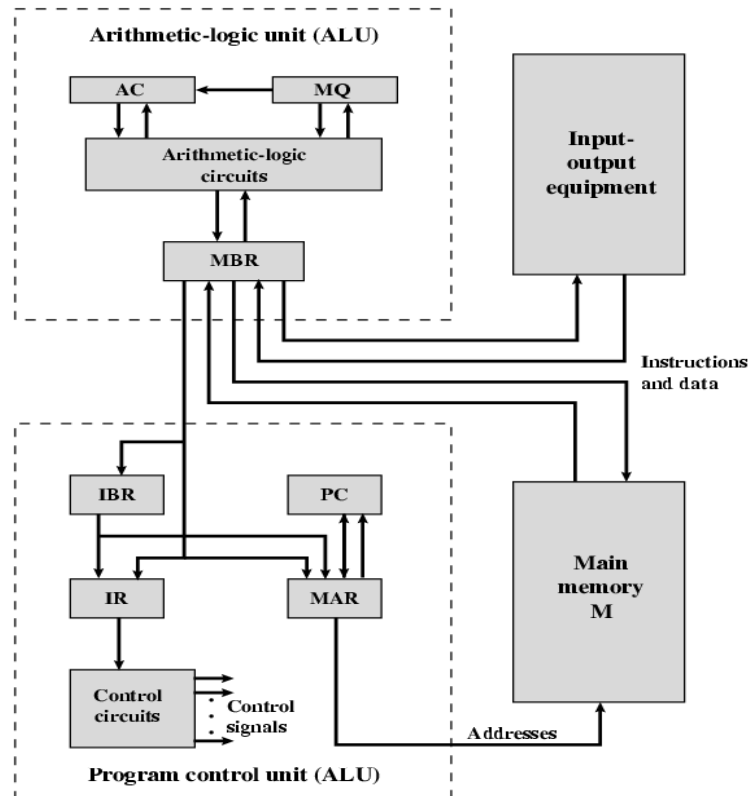 Arithmetic-logic unit (ALU)
AC
MQ
Arithmetic-logic
circuits
MBR
Input-
output
equipment
Instructions
and data
IBR
PC
IR
MAR
Main
memory
M
Control
circuits
Control
signals
Addresses
Program control unit (ALU)